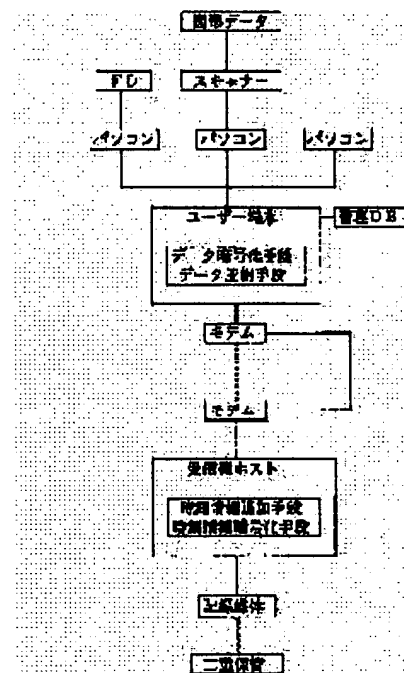 画像データ
FD
スキャナー
パソコン
パソコン
パソコン
ユーザー端末
データ暗号化手段
データ圧縮手段
モデム
モデム
受信側ホスト
時刻情報追加手段
時刻情報暗号化手段
記録媒体
二重保管